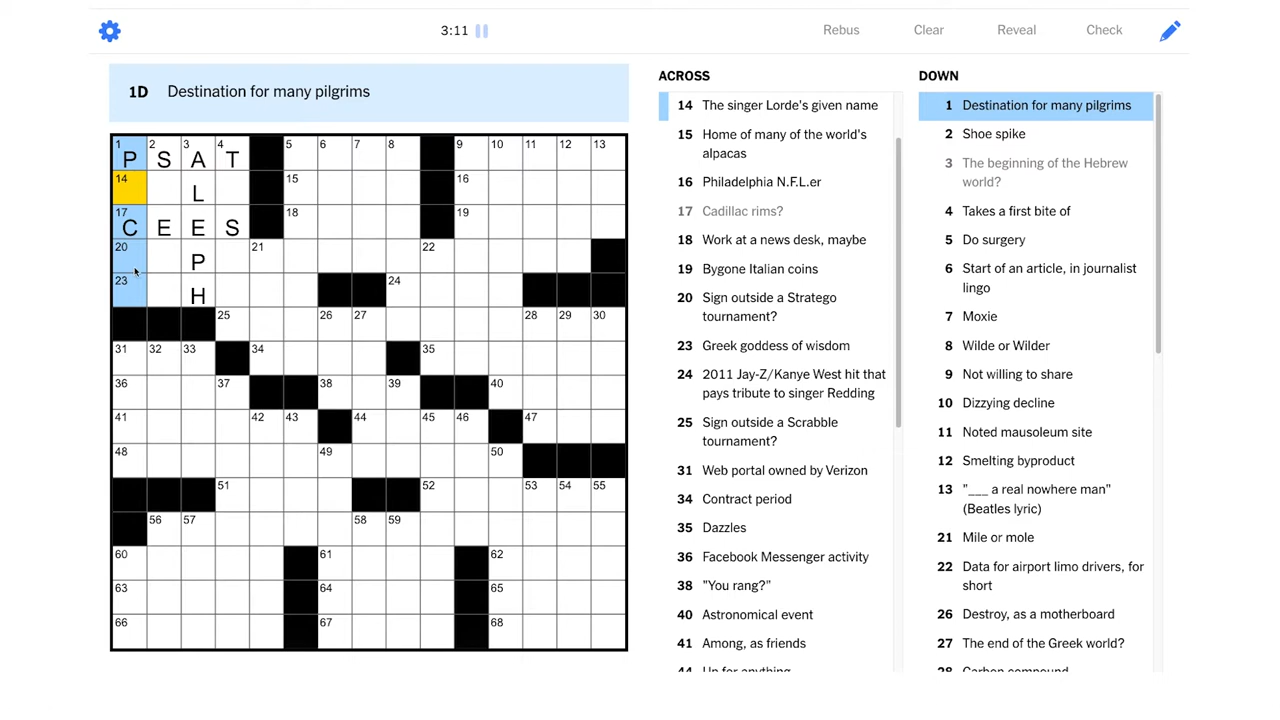 3:11
Rebus Clear Reveal Check
1D Destination for many pilgrims
1 2 3 4 5 6 7 8 9 10 11 12 13
P S A T
14 15 16
L
17 18 19
C E E S
20 21 22
P
23 24
H
25 26 27 28 29 30
31 32 33 34 35
36 37 38 39 40
41 42 43 44 45 46 47
48 49 50
51 52 53 54 55
56 57 58 59
60 61 62
63 64 65
66 67 68
ACROSS
14 The singer Lorde's given name
15 Home of many of the world's
alpacas
16 Philadelphia N.F.L.er
17 Cadillac rims?
18 Work at a news desk, maybe
19 Bygone Italian coins
20 Sign outside a Stratego
tournament?
23 Greek goddess of wisdom
24 2011 Jay-Z/Kanye West hit that
pays tribute to singer Redding
25 Sign outside a Scrabble
tournament?
31 Web portal owned by Verizon
34 Contract period
35 Dazzles
36 Facebook Messenger activity
38 "You rang?"
40 Astronomical event
41 Among, as friends
44 Up for anything
DOWN
1 Destination for many pilgrims
2 Shoe spike
3 The beginning of the Hebrew
world?
4 Takes a first bite of
5 Do surgery
6 Start of an article, in journalist
lingo
7 Moxie
8 Wilde or Wilder
9 Not willing to share
10 Dizzying decline
11 Noted mausoleum site
12 Smelting byproduct
13 "___ a real nowhere man"
(Beatles lyric)
21 Mile or mole
22 Data for airport limo drivers, for
short
26 Destroy, as a motherboard
27 The end of the Greek world?
28 Carbon compound